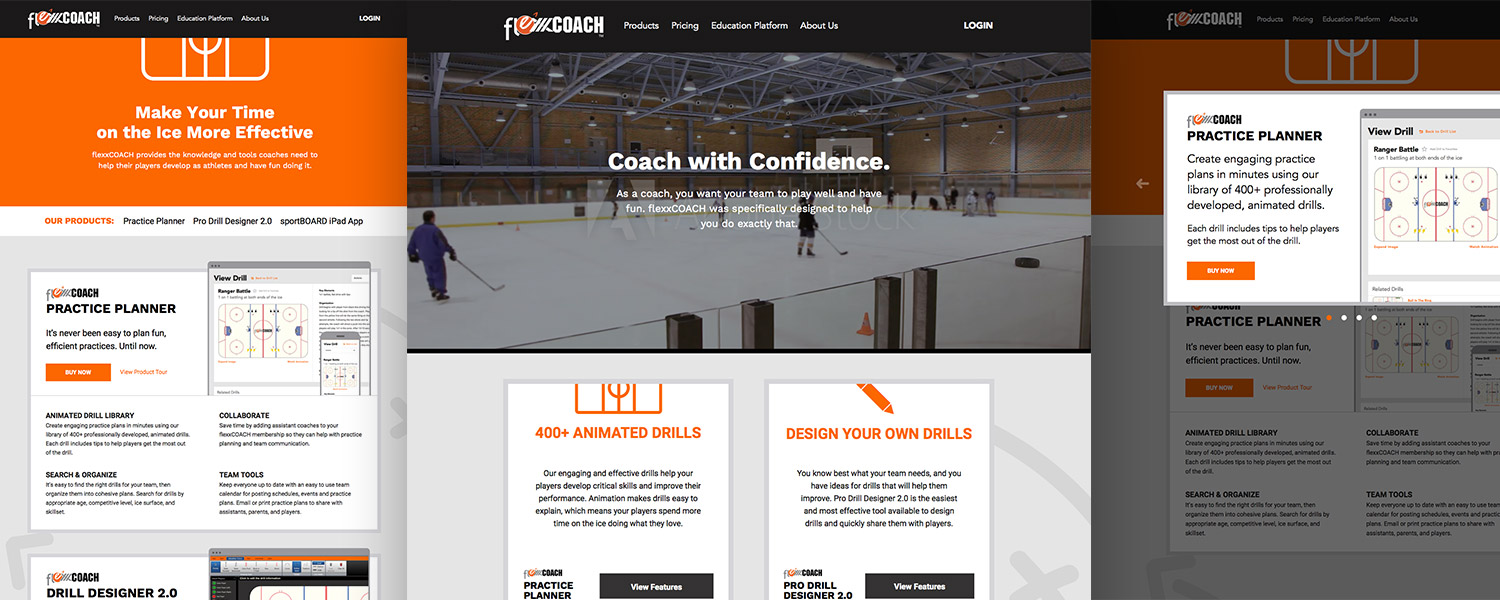 flexxCOACH
Products Pricing Education Platform About Us
LOGIN
Make Your Time
on the Ice More Effective
flexxCOACH provides the knowledge and tools coaches need to
help their players develop as athletes and have fun doing it.
OUR PRODUCTS: Practice Planner Pro Drill Designer 2.0 sportBOARD iPad App
flexxCOACH
PRACTICE PLANNER
It's never been easy to plan fun,
efficient practices. Until now.
BUY NOW
View Product Tour
View Drill
Back to Drill List
Ranger Battle
1 on 1 battling at both ends of the ice
Related Drills
View Drill
Ranger Battle
ANIMATED DRILL LIBRARY
Create engaging practice plans in minutes using our
library of 400+ professionally developed, animated drills.
Each drill includes tips to help players get the most out
of the drill.
COLLABORATE
Save time by adding assistant coaches to your
flexxCOACH membership so they can help with practice
planning and team communication.
SEARCH & ORGANIZE
It's easy to find the right drills for your team, then
organize them into cohesive plans. Search for drills by
appropriate age, competitive level, ice surface, and
skillset.
TEAM TOOLS
Keep everyone up to date with an easy to use team
calendar for posting schedules, events and practice
plans. Email or print practice plans to share with
assistants, parents, and players.
flexxCOACH
DRILL DESIGNER 2.0
flexxCOACH
Products Pricing Education Platform About Us
LOGIN
Coach with Confidence.
As a coach, you want your team to play well and have
fun. flexxCOACH was specifically designed to help
you do exactly that.
400+ ANIMATED DRILLS
Our engaging and effective drills help your
players develop critical skills and improve their
performance. Animation makes drills easy to
explain, which means your players spend more
time on the ice doing what they love.
flexxCOACH
PRACTICE
PLANNER
View Features
DESIGN YOUR OWN DRILLS
You know best what your team needs, and you
have ideas for drills that will help them
improve. Pro Drill Designer 2.0 is the easiest
and most effective tool available to design
drills and quickly share them with players.
flexxCOACH
PRO DRILL
DESIGNER 2.0
View Features
flexxCOACH
Products Pricing Education Platform About Us
flexxCOACH
PRACTICE PLANNER
Create engaging practice
plans in minutes using our
library of 400+ professionally
developed, animated drills.
Each drill includes tips to help players
get the most out of the drill.
BUY NOW
View Drill
Back to Drill List
Ranger Battle
1 on 1 battling at both ends of the ice
flexxCOACH
Expand Image
Watch Animation
Related Drills
PRACTICE PLANNER
It's never been easy to plan fun,
efficient practices. Until now.
BUY NOW
View Product Tour
ANIMATED DRILL LIBRARY
Create engaging practice plans in minutes using our
library of 400+ professionally developed, animated drills.
Each drill includes tips to help players get the most out
of the drill.
COLLABORATE
Save time by adding assistant coaches to your
flexxCOACH membership so they can help with
planning and team communication.
SEARCH & ORGANIZE
It's easy to find the right drills for your team, then
organize them into cohesive plans. Search for drills by
appropriate age, competitive level, ice surface, and
skillset.
TEAM TOOLS
Keep everyone up to date with an easy to use team
calendar for posting schedules, events and
plans. Email or print practice plans to share with
assistants, parents, and players.